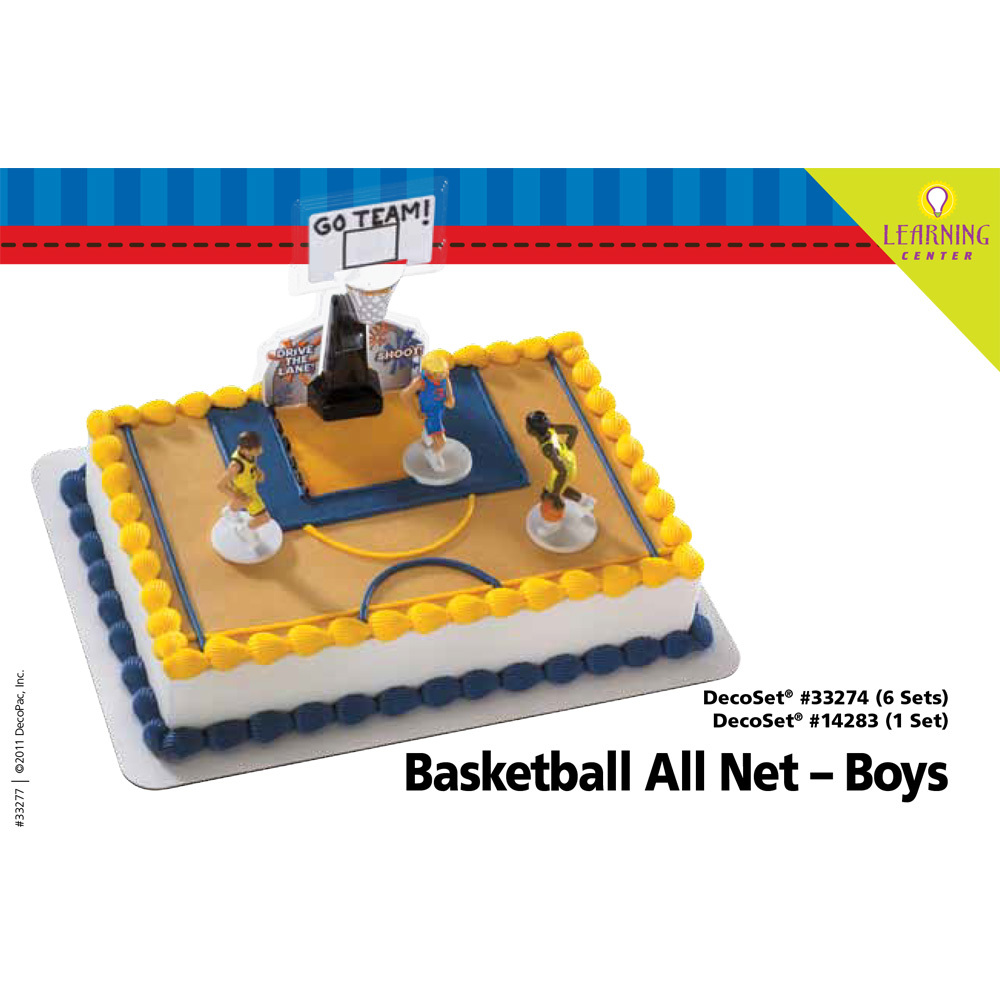 LEARNING
CENTER
GO TEAM!
DRIVE
THE
LANE
SHOOT
DecoSet® #33274 (6 Sets)
DecoSet® #14283 (1 Set)
Basketball All Net – Boys
#33277 | ©2011 DecoPac, Inc.